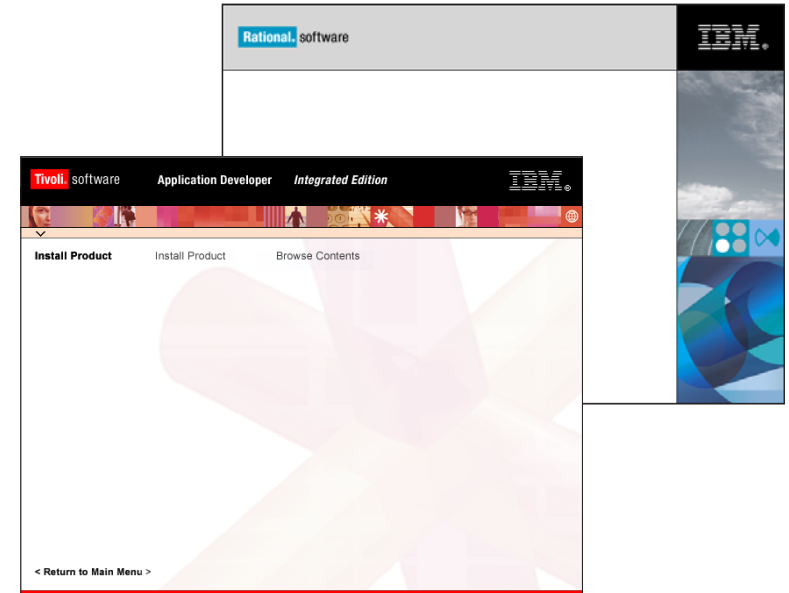 Rational. software
IBM.
Tivoli. software Application Developer Integrated Edition IBM.
Install Product Install Product Browse Contents
< Return to Main Menu >